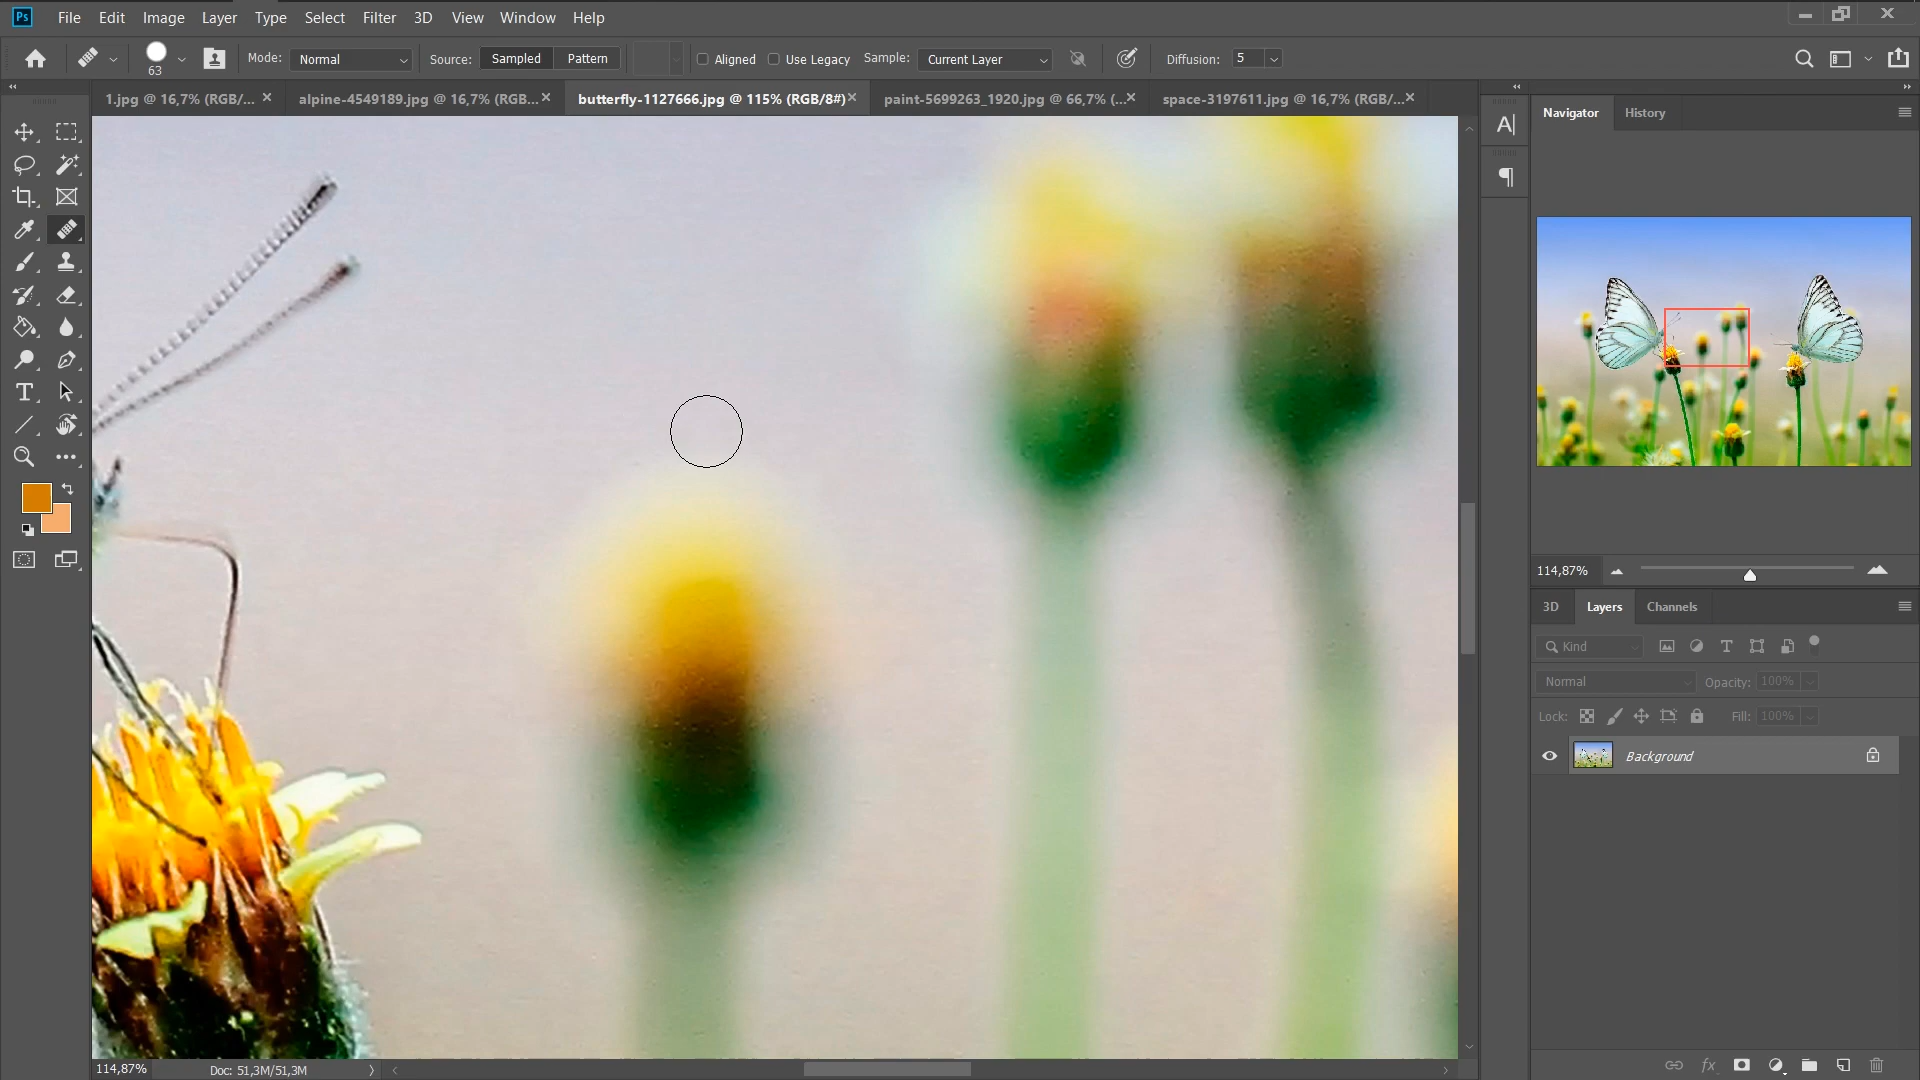 Ps File Edit Image Layer Type Select Filter 3D View Window Help
63 Mode: Normal Source: Sampled Pattern Aligned Use Legacy Sample: Current Layer Diffusion: 5
1.jpg @ 16,7% (RGB/... alpine-4549189.jpg @ 16,7% (RGB... butterfly-1127666.jpg @ 115% (RGB/8#) paint-5699263_1920.jpg @ 66,7% (... space-3197611.jpg @ 16,7% (RGB/...
Navigator History
114,87%
3D Layers Channels
Kind
Normal Opacity: 100%
Lock: Fill: 100%
Background
114,87% Doc: 51,3M/51,3M